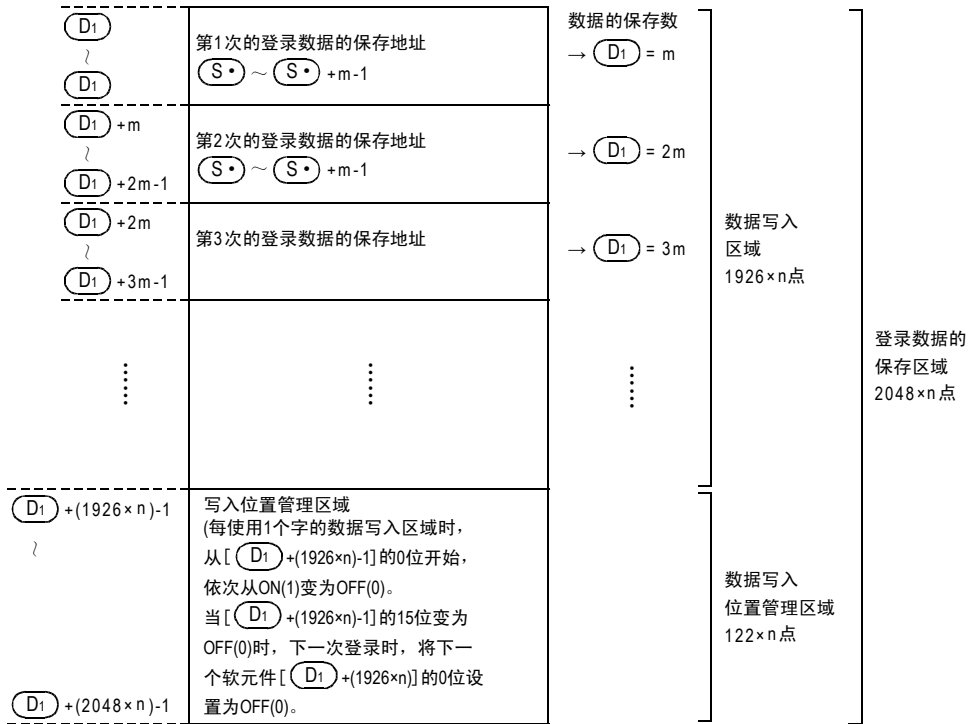 D1
～
D1
第1次的登录数据的保存地址
S• ～ S• +m-1
数据的保存数
→ D1 = m
D1 +m
～
D1 +2m-1
第2次的登录数据的保存地址
S• ～ S• +m-1
→ D1 = 2m
D1 +2m
～
D1 +3m-1
第3次的登录数据的保存地址
→ D1 = 3m
数据写入
区域
1926×n点
登录数据的
保存区域
2048×n点
D1 +(1926×n)-1
～
D1 +(2048×n)-1
写入位置管理区域
(每使用1个字的数据写入区域时，
从[ D1 +(1926×n)-1]的0位开始，
依次从ON(1)变为OFF(0)。
当[ D1 +(1926×n)-1]的15位变为
OFF(0)时，下一次登录时，将下一
个软元件[ D1 +(1926×n)]的0位设
置为OFF(0)。
数据写入
位置管理区域
122×n点